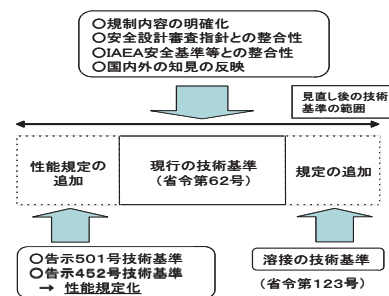 ○規制内容の明確化
○安全設計審査指針との整合性
○IAEA安全基準等との整合性
○国内外の知見の反映
見直し後の技術
基準の範囲
性能規定の
追加
現行の技術基準
(省令第62号)
規定の追加
○告示501号技術基準
○告示452号技術基準
→ 性能規定化
溶接の技術基準
(省令第123号)